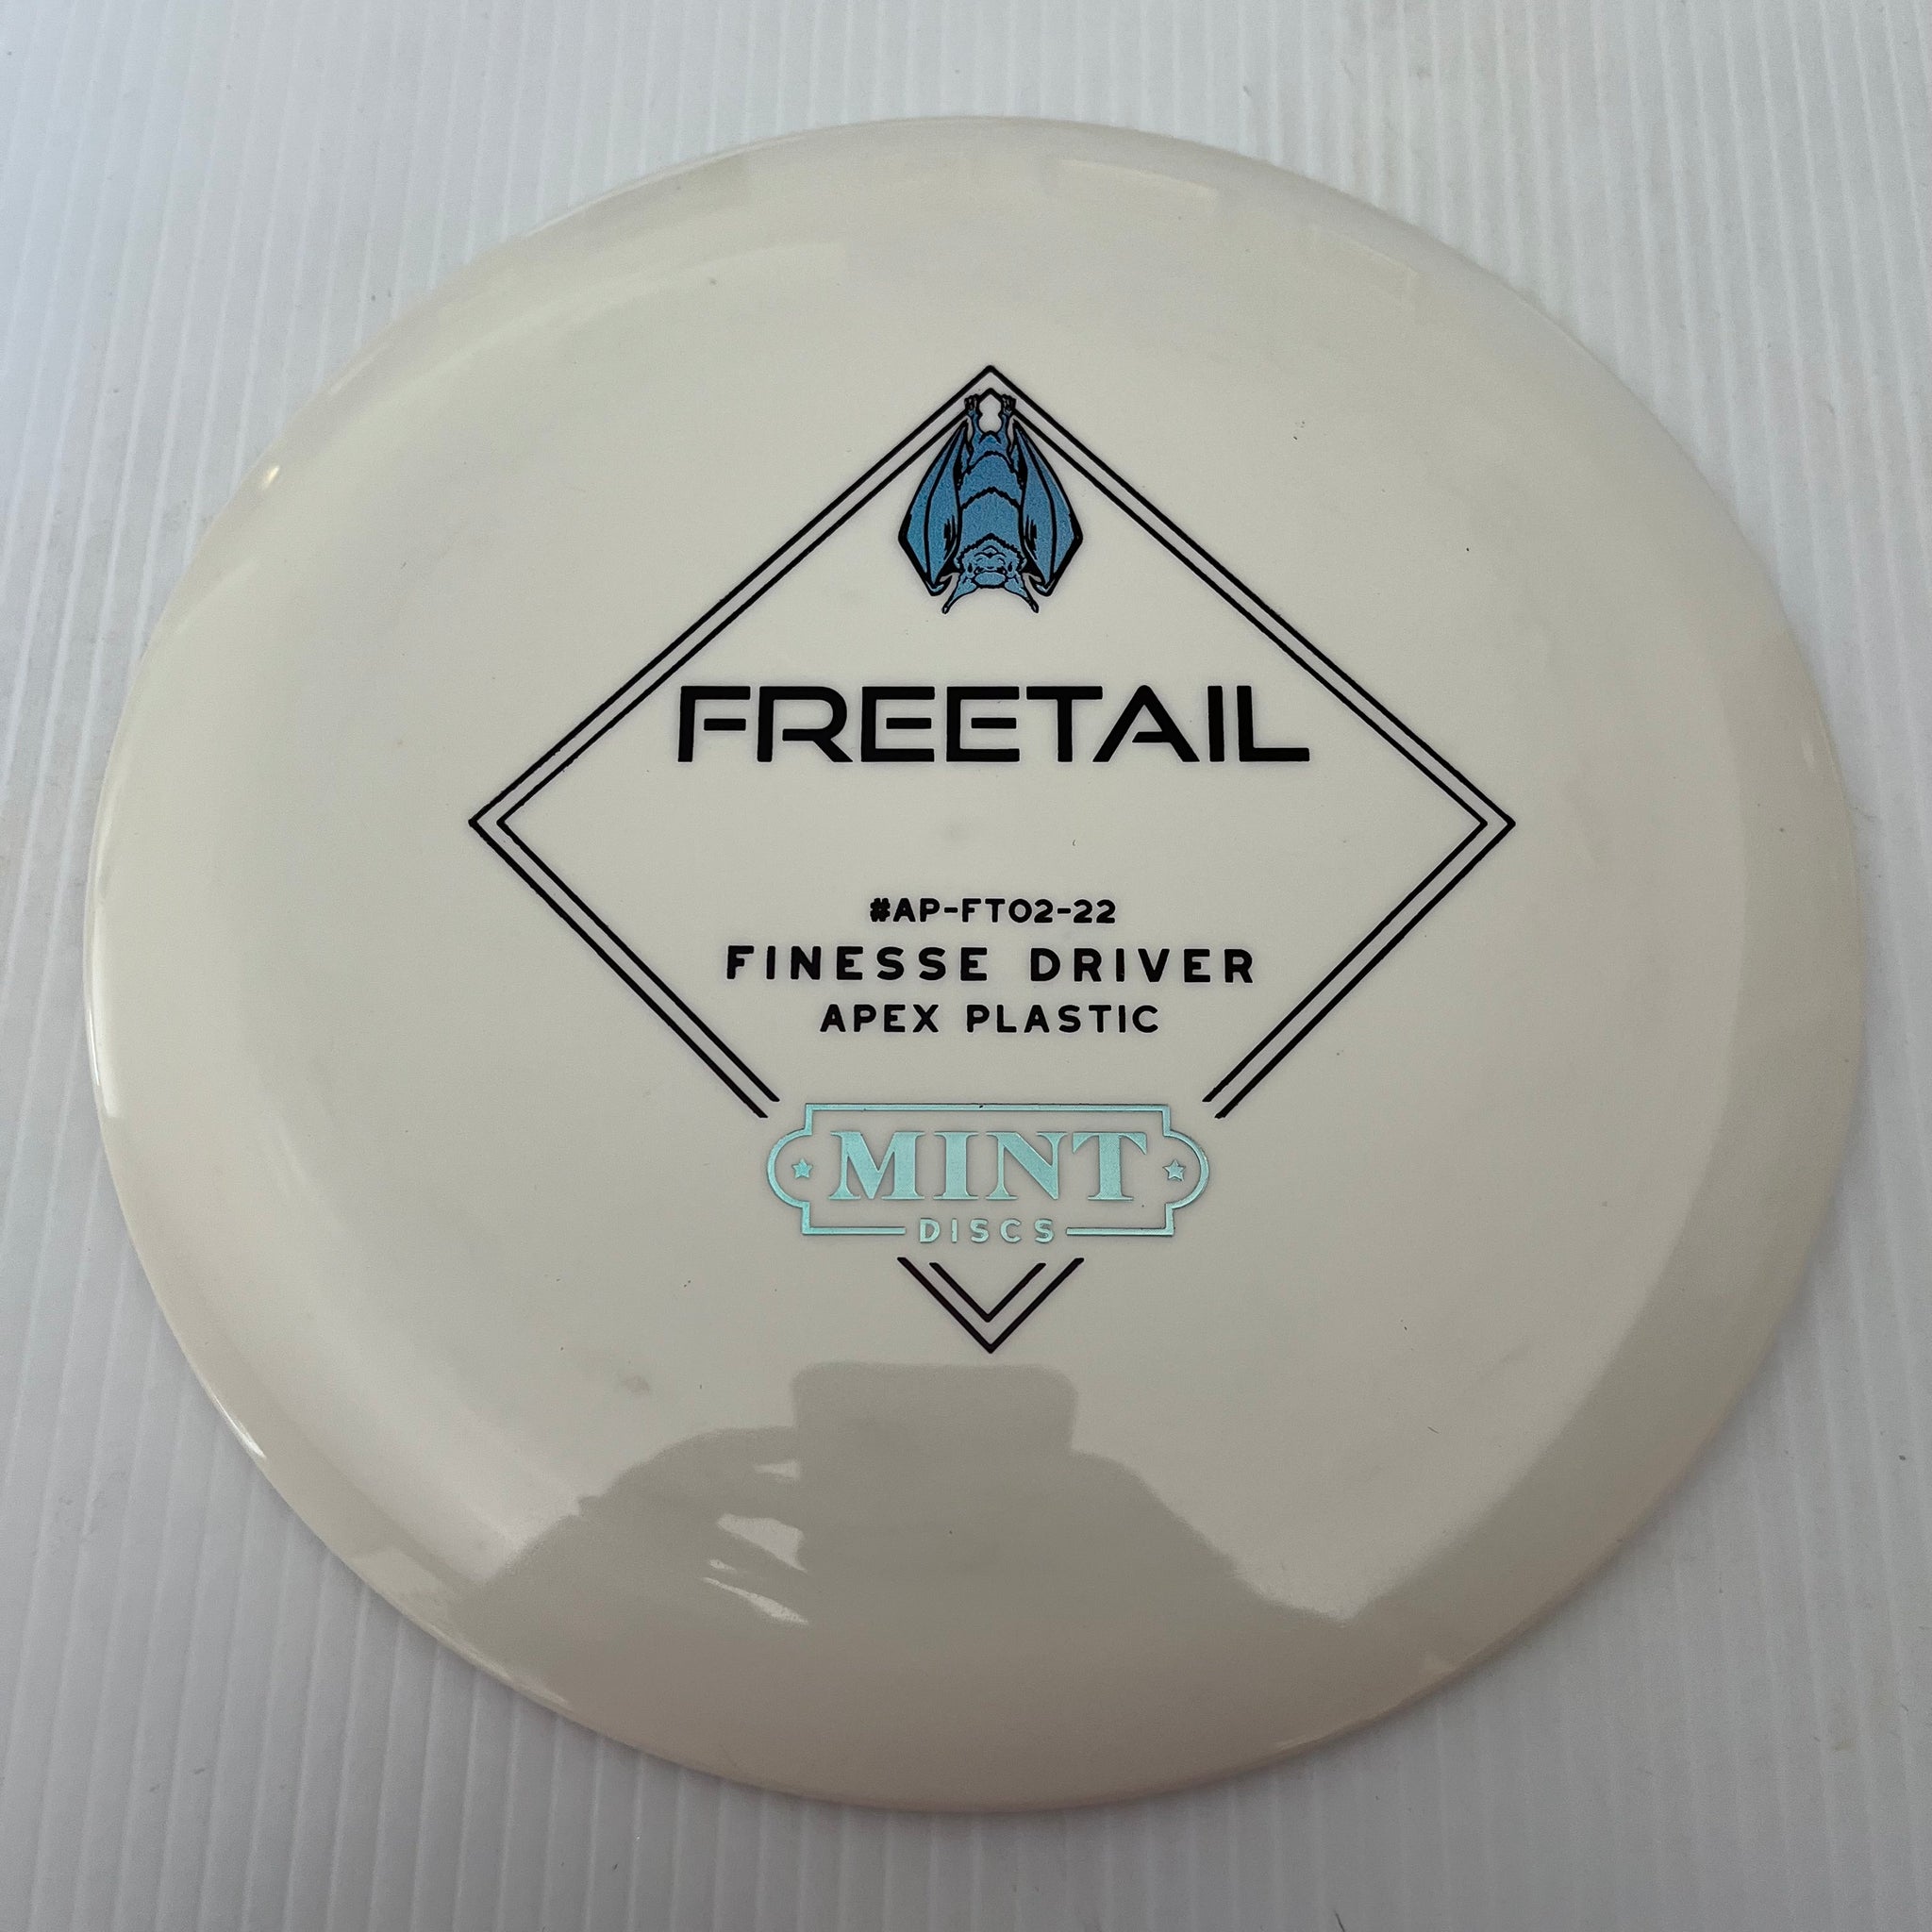 FREETAIL
#AP-FT02-22
FINESSE DRIVER
APEX PLASTIC
MINT
DISCS